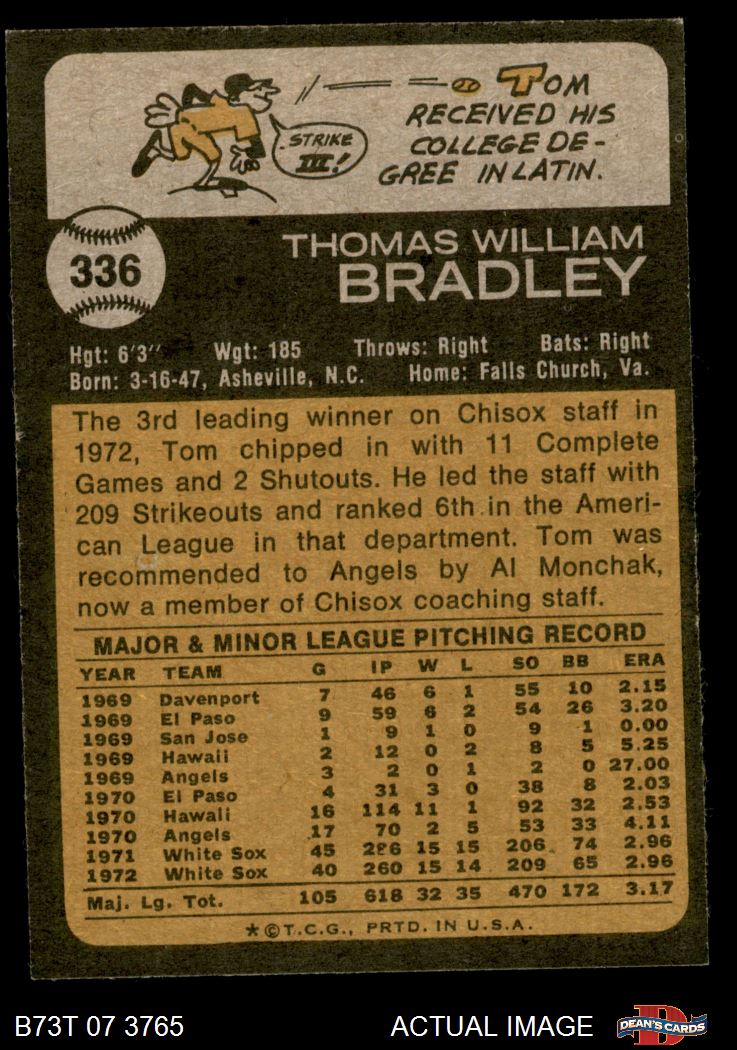 TOM
RECEIVED HIS
COLLEGE DE-
GREE IN LATIN.
STRIKE
III!
336
THOMAS WILLIAM
BRADLEY
Hgt: 6'3" Wgt: 185 Throws: Right Bats: Right
Born: 3-16-47, Asheville, N.C. Home: Falls Church, Va.
The 3rd leading winner on Chisox staff in
1972, Tom chipped in with 11 Complete
Games and 2 Shutouts. He led the staff with
209 Strikeouts and ranked 6th in the Ameri-
can League in that department. Tom was
recommended to Angels by Al Monchak,
now a member of Chisox coaching staff.
MAJOR & MINOR LEAGUE PITCHING RECORD
YEAR TEAM G IP W L SO BB ERA
1969 Davenport 7 46 6 1 55 10 2.15
1969 El Paso 9 59 6 2 54 26 3.20
1969 San Jose 1 9 1 0 9 1 0.00
1969 Hawaii 2 12 0 2 8 5 5.25
1969 Angels 3 2 0 1 2 0 27.00
1970 El Paso 4 31 3 0 38 8 2.03
1970 Hawaii 16 114 11 1 92 32 2.53
1970 Angels 17 70 2 5 53 33 4.11
1971 White Sox 45 286 15 15 206 74 2.96
1972 White Sox 40 260 15 14 209 65 2.96
Maj. Lg. Tot. 105 618 32 35 470 172 3.17
*©T.C.G., PRTD. IN U.S.A.
B73T 07 3765 ACTUAL IMAGE
D
DEAN'S CARDS